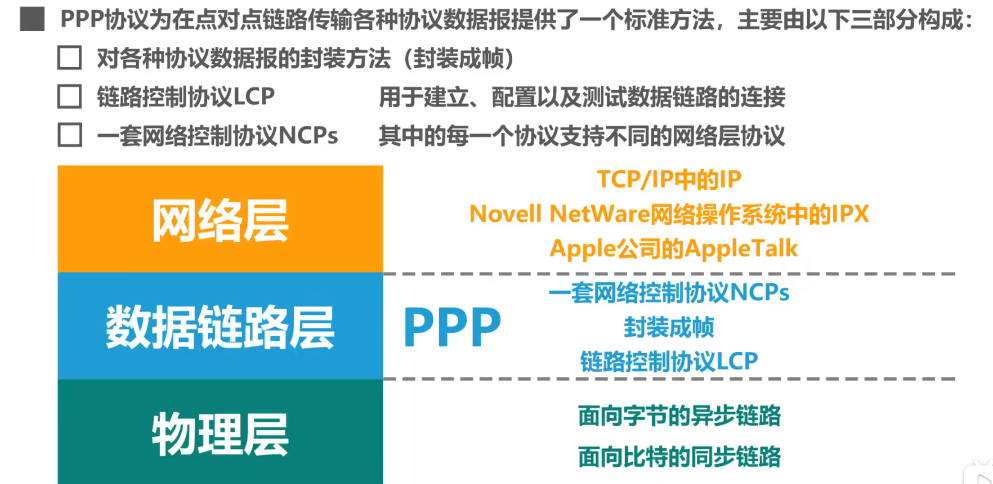 PPP协议为在点对点链路传输各种协议数据报提供了一个标准方法，主要由以下三部分构成：
对各种协议数据报的封装方法（封装成帧）
链路控制协议LCP 用于建立、配置以及测试数据链路的连接
一套网络控制协议NCPs 其中的每一个协议支持不同的网络层协议
网络层
TCP/IP中的IP
Novell NetWare网络操作系统中的IPX
Apple公司的AppleTalk
数据链路层
PPP
一套网络控制协议NCPs
封装成帧
链路控制协议LCP
物理层
面向字节的异步链路
面向比特的同步链路